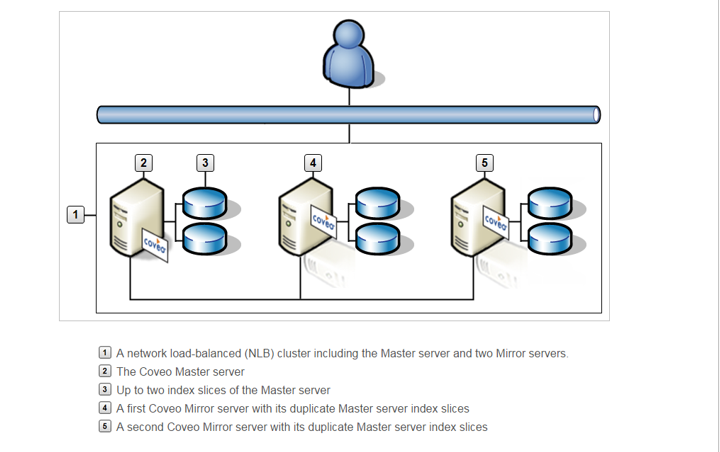 2
3
4
5
1
coveo
coveo
coveo
1 A network load-balanced (NLB) cluster including the Master server and two Mirror servers.
2 The Coveo Master server
3 Up to two index slices of the Master server
4 A first Coveo Mirror server with its duplicate Master server index slices
5 A second Coveo Mirror server with its duplicate Master server index slices